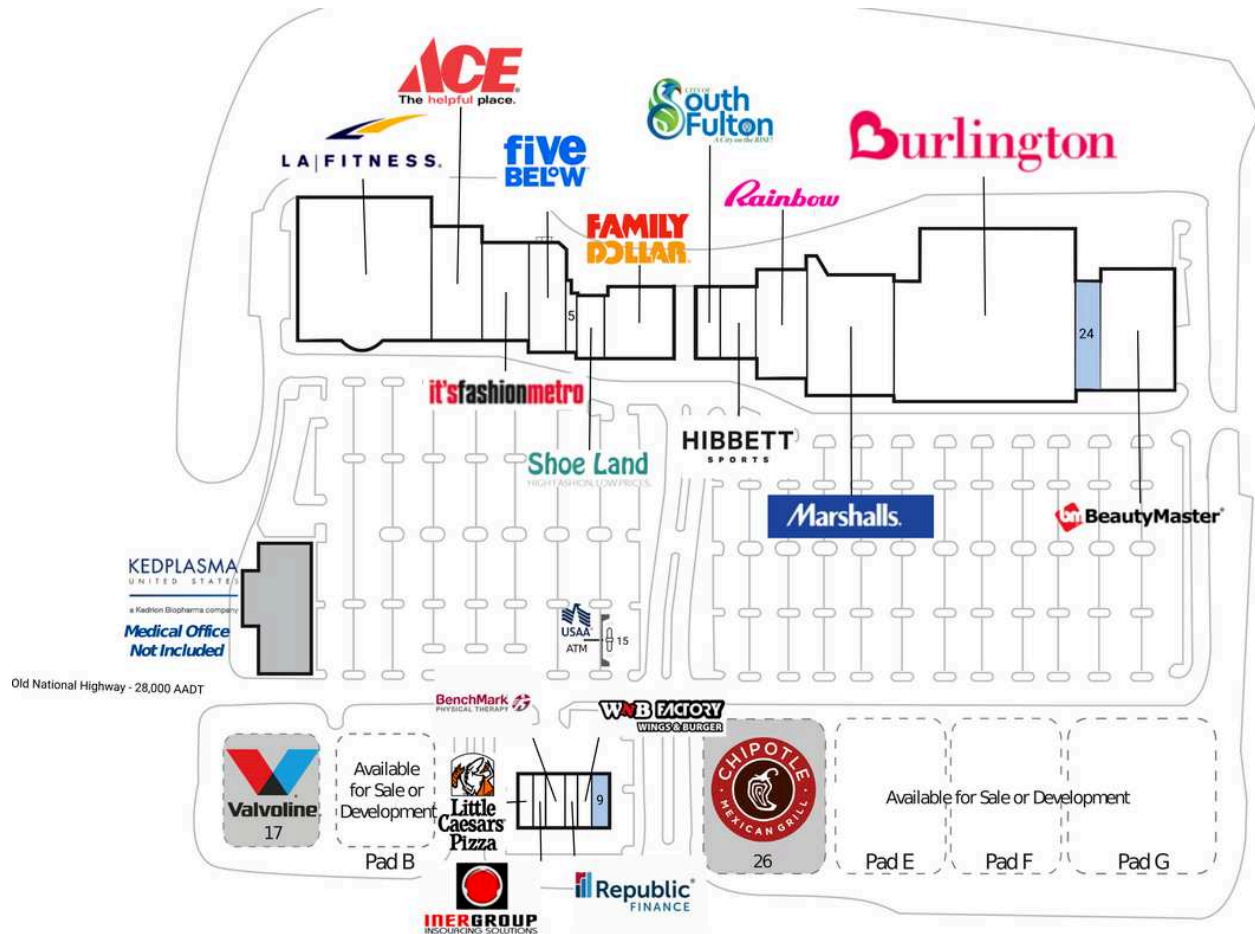 ACE
The helpful place.
CITY OF
South
Fulton
A City on the RISE!
LA|FITNESS.
five
BEL°W
Burlington
Rainbow
FAMILY
DOLLAR
5
24
it'sfashionmetro
HIBBETT
SPORTS
Shoe Land
HIGH FASHION, LOW PRICES.
Marshalls.
bm BeautyMaster
KEDPLASMA
UNITED STATES
a Kedrion Biopharma company
Medical Office
Not Included
USAA
ATM
15
Old National Highway - 28,000 AADT
BenchMark
PHYSICAL THERAPY
WNB FACTORY
WINGS & BURGER
Valvoline
17
Available
for Sale or
Development
Pad B
Little
Caesars
Pizza
9
CHIPOTLE
MEXICAN GRILL
26
Available for Sale or Development
Pad E
Pad F
Pad G
INERGROUP
INSOURCING SOLUTIONS
Republic
FINANCE